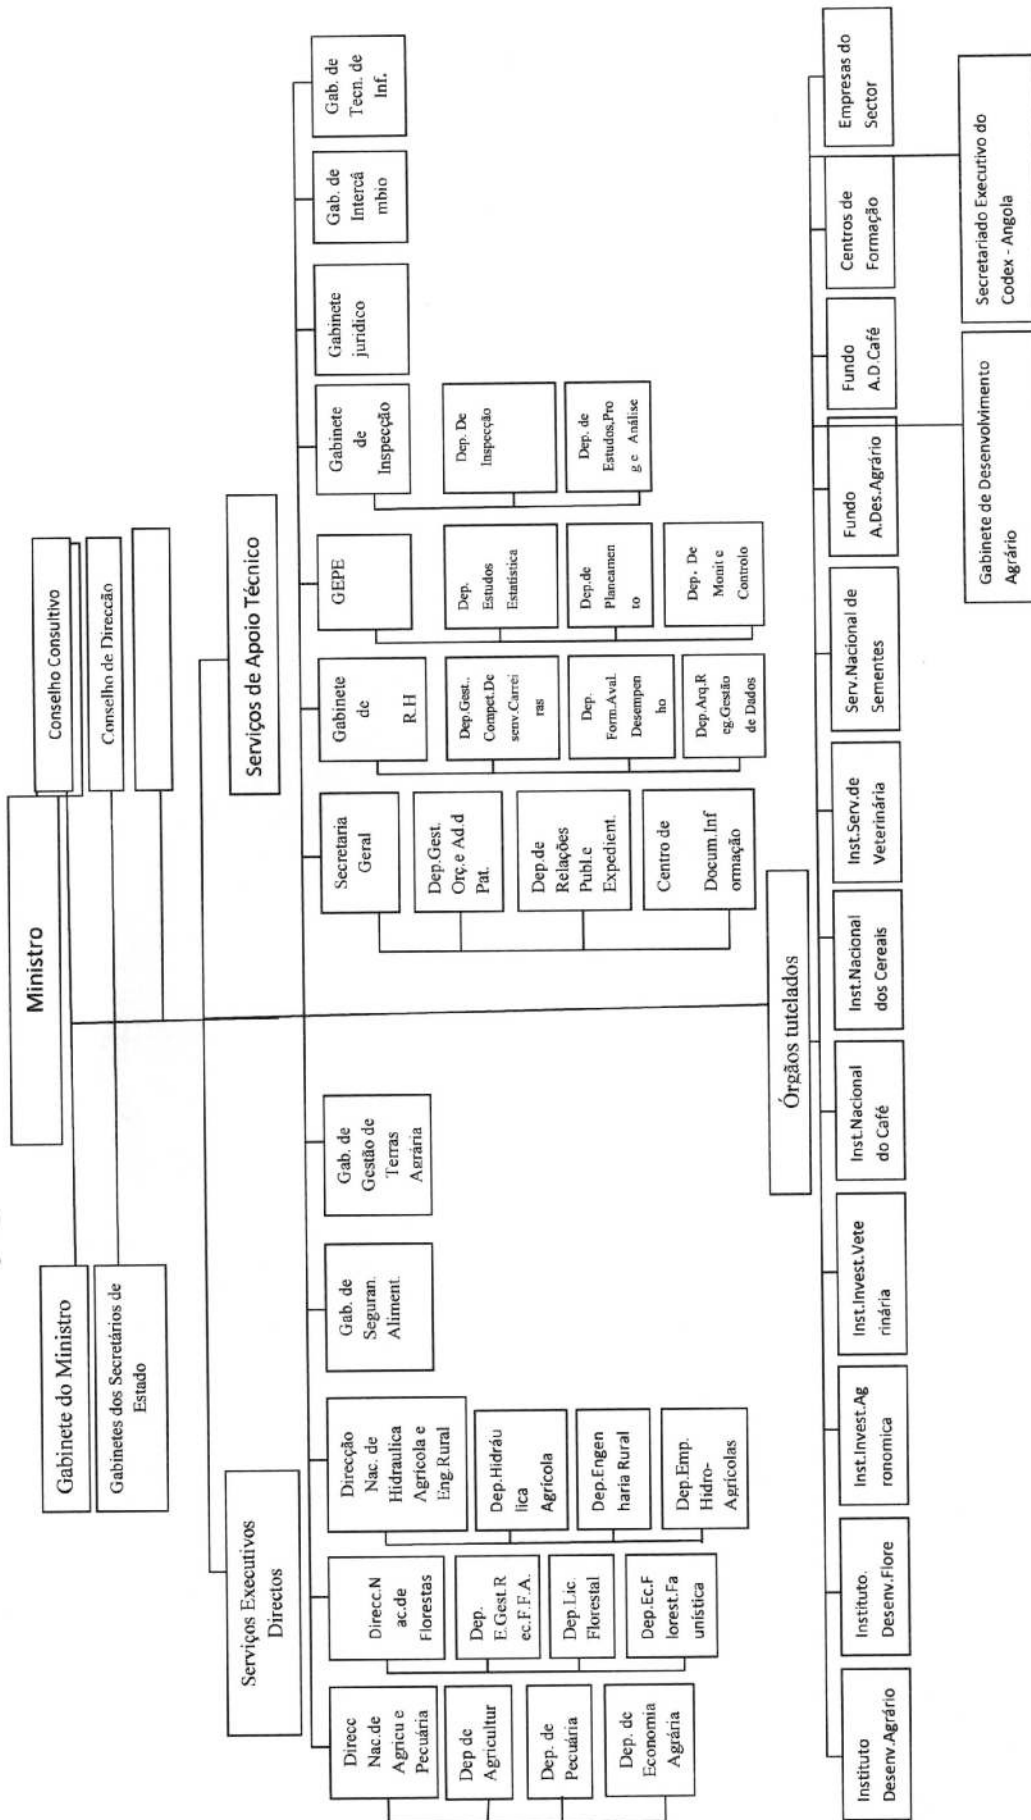 Ministro
Conselho Consultivo
Conselho de Direccão
Gabinete do Ministro
Gabinetes dos Secretários de
Estado
Serviços Executivos
Directos
Serviços de Apoio Técnico
Direcc
Nac.de
Agricu e
Pecuária
Dep de
Agricultur
Dep. de
Pecuária
Dep. de
Economia
Agrária
Direcc.N
ac.de
Florestas
Dep.
E.Gest.R
ec.F.F.A.
Dep.Lic.
Florestal
Dep.Ec.F
lorest.Fa
unística
Direcção
Nac. de
Hidraulica
Agrícola e
Eng.Rural
Dep.Hidráu
lica
Agrícola
Dep.Engen
haria Rural
Dep.Emp.
Hidro-
Agrícolas
Gab. de
Seguran.
Aliment.
Gab. de
Gestão de
Terras
Agrária
Secretaria
Geral
Dep.Gest.
Orç.e Ad.d
Pat.
Dep.de
Relações
Publ.e
Expedient.
Centro de
Docum.Inf
ormação
Gabinete
de
R.H
Dep.Gest..
Compet.De
senv.Carrei
ras
Dep.
Form.Aval.
Desempen
ho
Dep.Arq.R
eg.Gestão
de Dados
GEPE
Dep.
Estudos
Estatística
Dep.de
Planeamen
to
Dep. De
Monit e
Controlo
Gabinete
de
Inspecção
Dep. De
Inspecção
Dep. de
Estudos,Pro
g e Análise
Gabinete
juridico
Gab. de
Intercâ
mbio
Gab. de
Tecn. de
Inf.
Órgãos tutelados
Instituto
Desenv.Agrário
Instituto.
Desenv.Flore
Inst.Invest.Ag
ronomica
Inst.Invest.Vete
rinária
Inst.Nacional
do Café
Inst.Nacional
dos Cereais
Inst.Serv.de
Veterinária
Serv.Nacional de
Sementes
Fundo
A.Des.Agrário
Fundo
A.D.Café
Centros de
Formação
Empresas do
Sector
Gabinete de Desenvolvimento
Agrário
Secretariado Executivo do
Codex - Angola